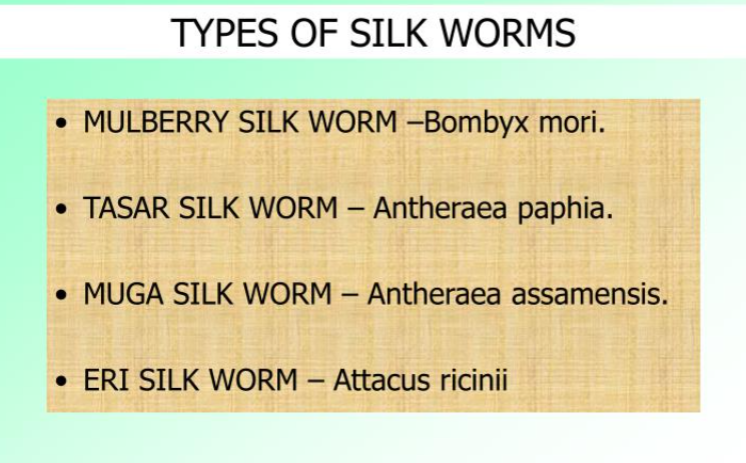 TYPES OF SILK WORMS
• MULBERRY SILK WORM –Bombyx mori.
• TASAR SILK WORM – Antheraea paphia.
• MUGA SILK WORM – Antheraea assamensis.
• ERI SILK WORM – Attacus ricinii